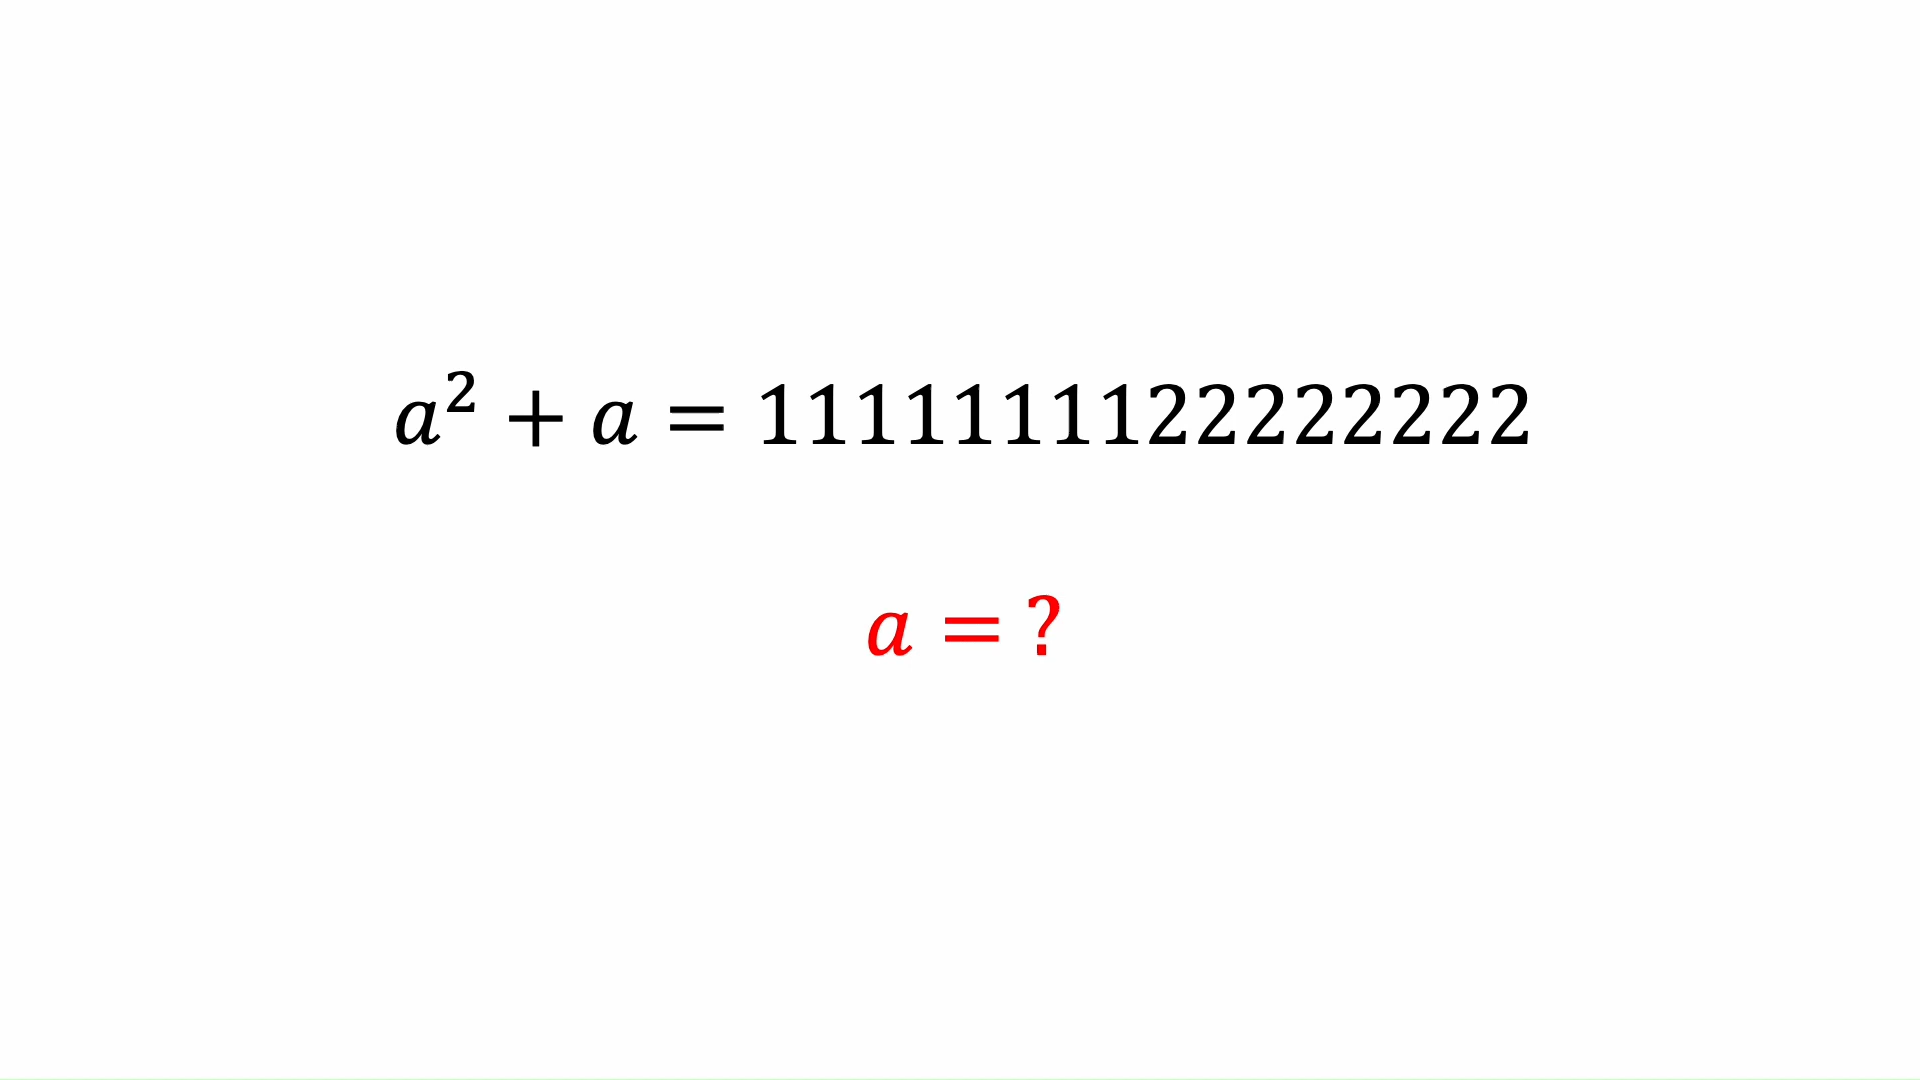 a² + a = 1111111122222222
a = ?